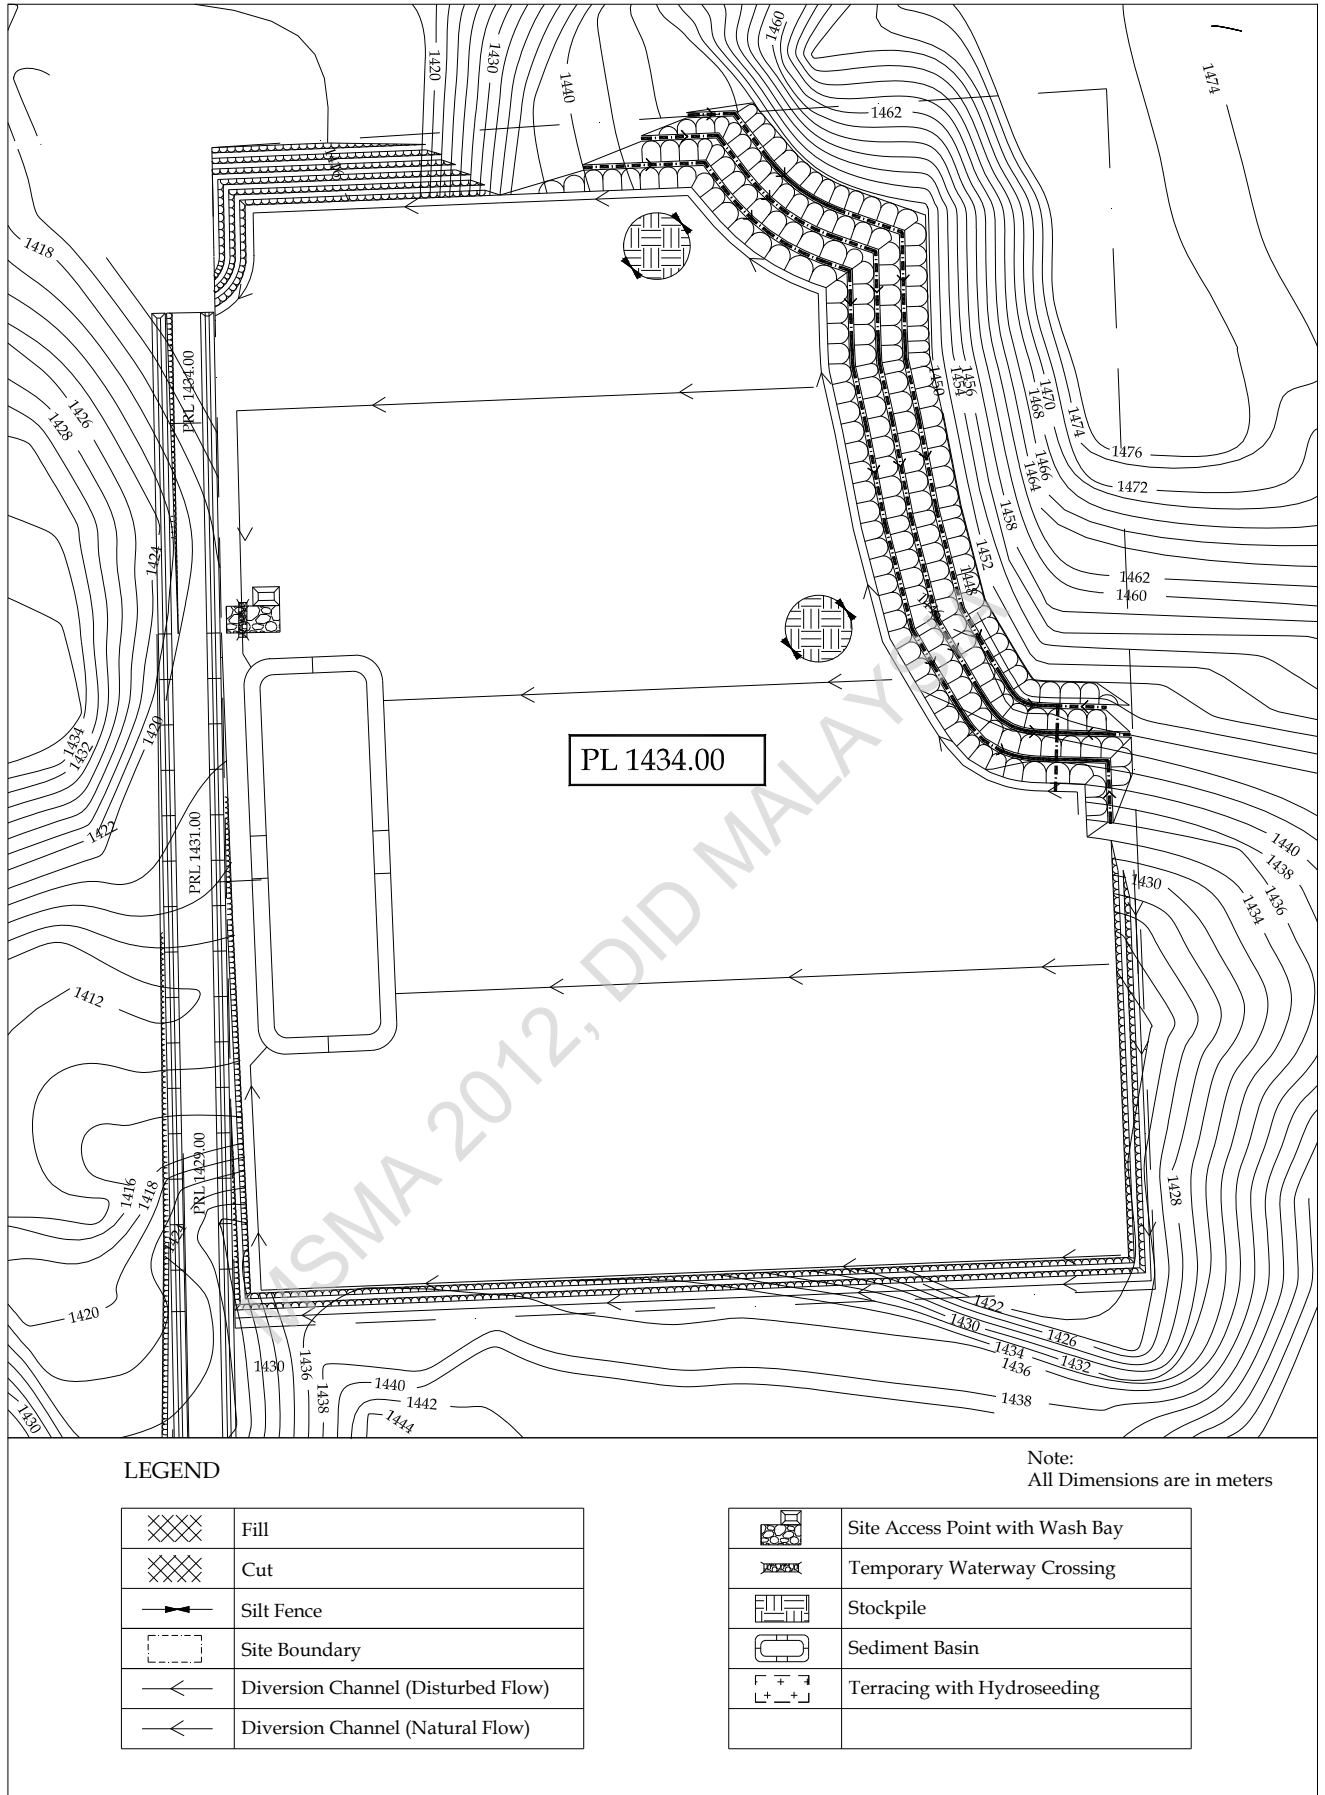 1460
1420
1430
1474
1440
1462
1416
1418
PRL 1434.00
1450
1456
1454
1470
1468
1426
1428
1474
1476
1466
1464
1472
1458
1424
1452
1448
1462
1460
1420
1434
1432
PL 1434.00
1422
PRL 1431.00
1440
1438
1430
1436
1434
1412
MSMA 2012, DID MALAYSIA
1428
1416
1418
PRL 1429.00
1424
1420
1422
1430
1426
1434
1432
1436
1430
1436
1438
1440
1442
1438
1444
1430
LEGEND
Note:
All Dimensions are in meters
Fill
Cut
Silt Fence
Site Boundary
Diversion Channel (Disturbed Flow)
Diversion Channel (Natural Flow)
Site Access Point with Wash Bay
Temporary Waterway Crossing
Stockpile
Sediment Basin
Terracing with Hydroseeding